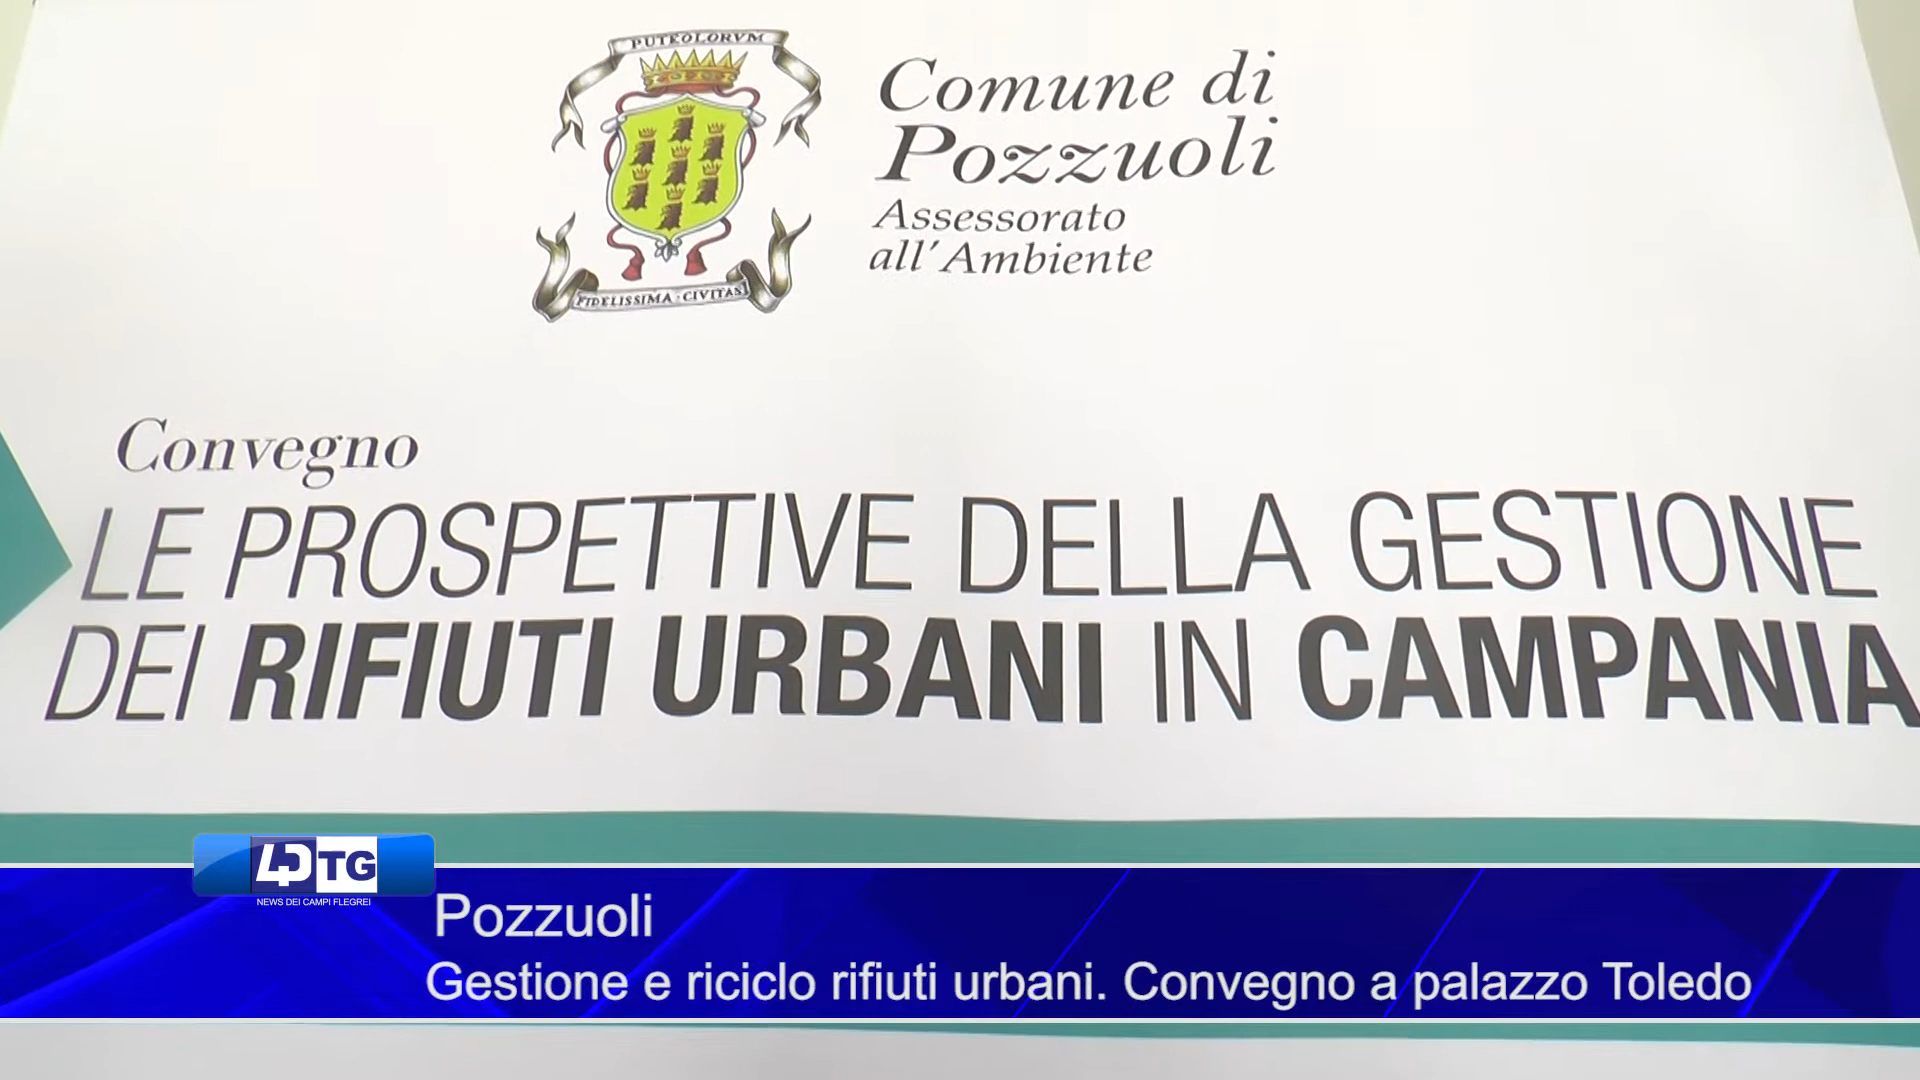 PUTEOLORVM
Comune di
Pozzuoli
Assessorato
all'Ambiente
FIDELISSIMA · CIVITAS
Convegno
LE PROSPETTIVE DELLA GESTIONE
DEI RIFIUTI URBANI IN CAMPANIA
4DTG
NEWS DEI CAMPI FLEGREI
Pozzuoli
Gestione e riciclo rifiuti urbani. Convegno a palazzo Toledo